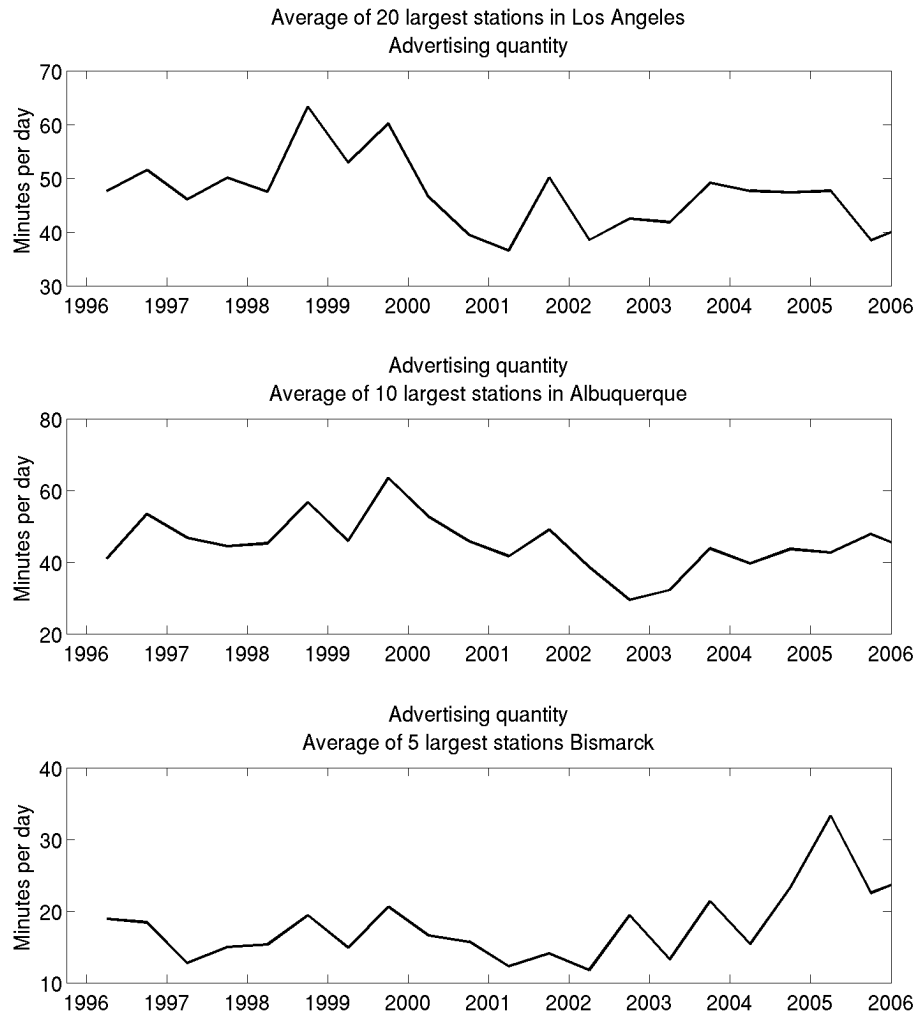 Average of 20 largest stations in Los Angeles
Advertising quantity
Minutes per day
70
60
50
40
30
1996 1997 1998 1999 2000 2001 2002 2003 2004 2005 2006
Advertising quantity
Average of 10 largest stations in Albuquerque
Minutes per day
80
60
40
20
1996 1997 1998 1999 2000 2001 2002 2003 2004 2005 2006
Advertising quantity
Average of 5 largest stations Bismarck
Minutes per day
40
30
20
10
1996 1997 1998 1999 2000 2001 2002 2003 2004 2005 2006